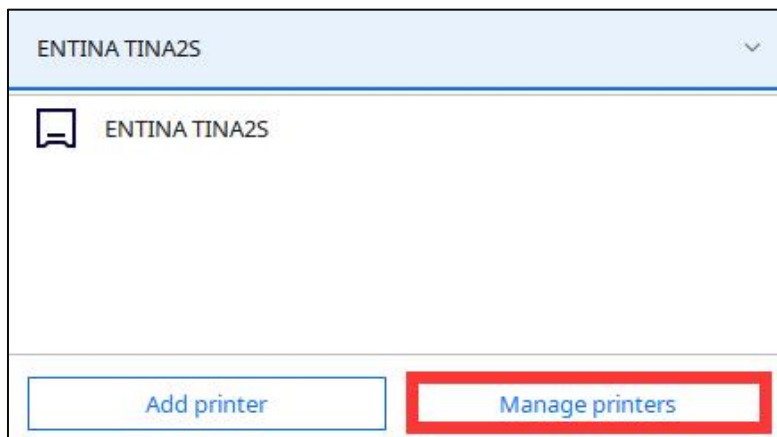 ENTINA TINA2S
ENTINA TINA2S
Add printer
Manage printers